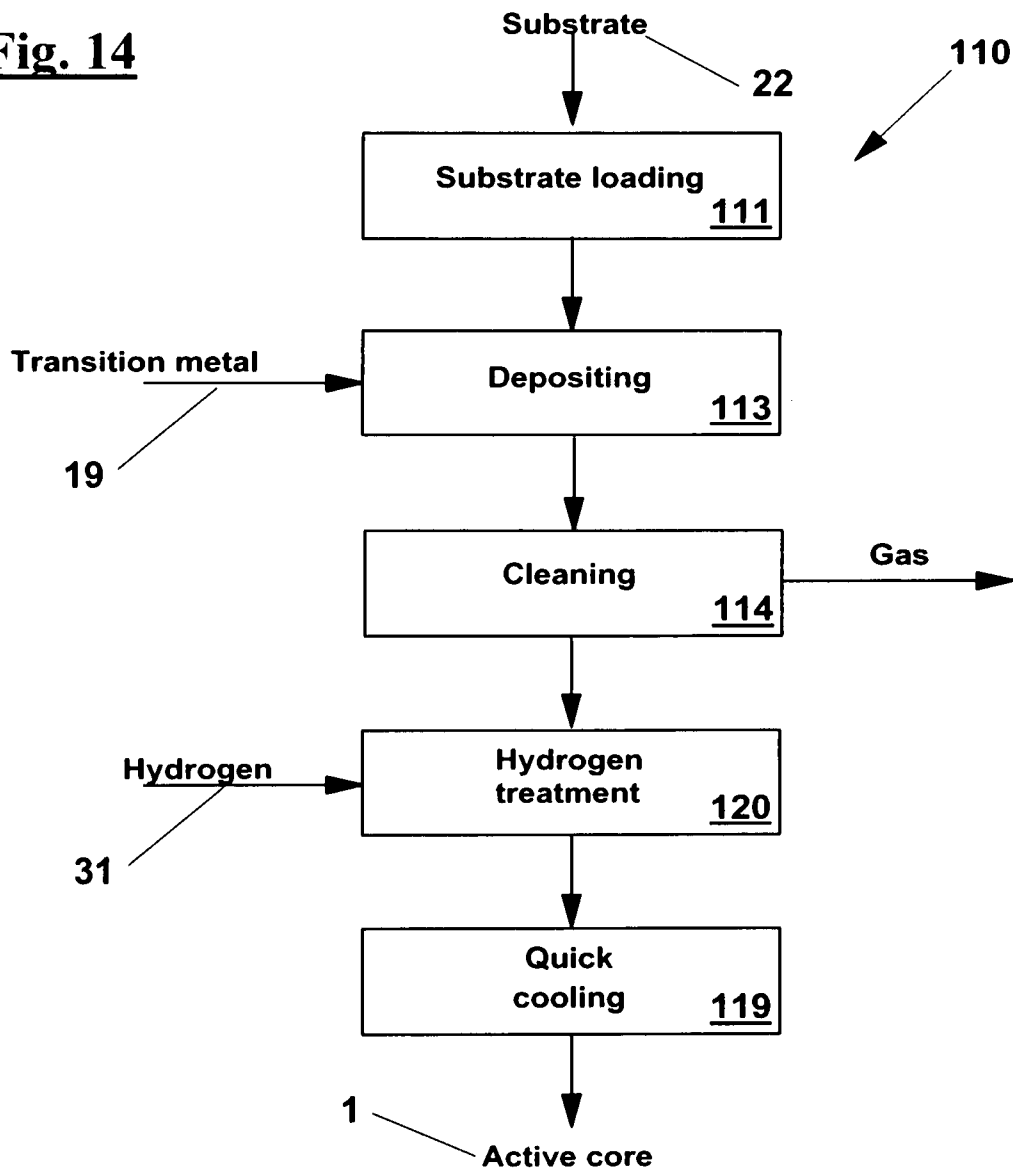 Fig. 14
Substrate
22
110
Substrate loading
111
Transition metal
Depositing
113
19
Cleaning
114
Gas
Hydrogen
Hydrogen
treatment
120
31
Quick
cooling
119
1
Active core